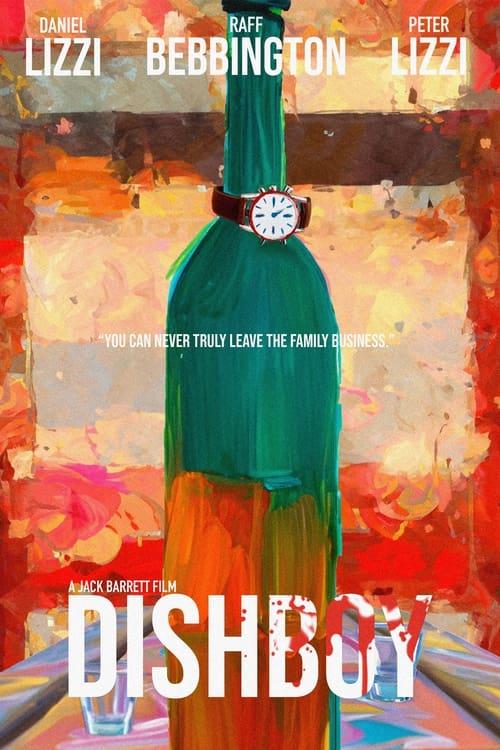 DANIEL RAFF PETER
LIZZI BEBBINGTON LIZZI
“YOU CAN NEVER TRULY LEAVE THE FAMILY BUSINESS.”
A JACK BARRETT FILM
DISHBOY